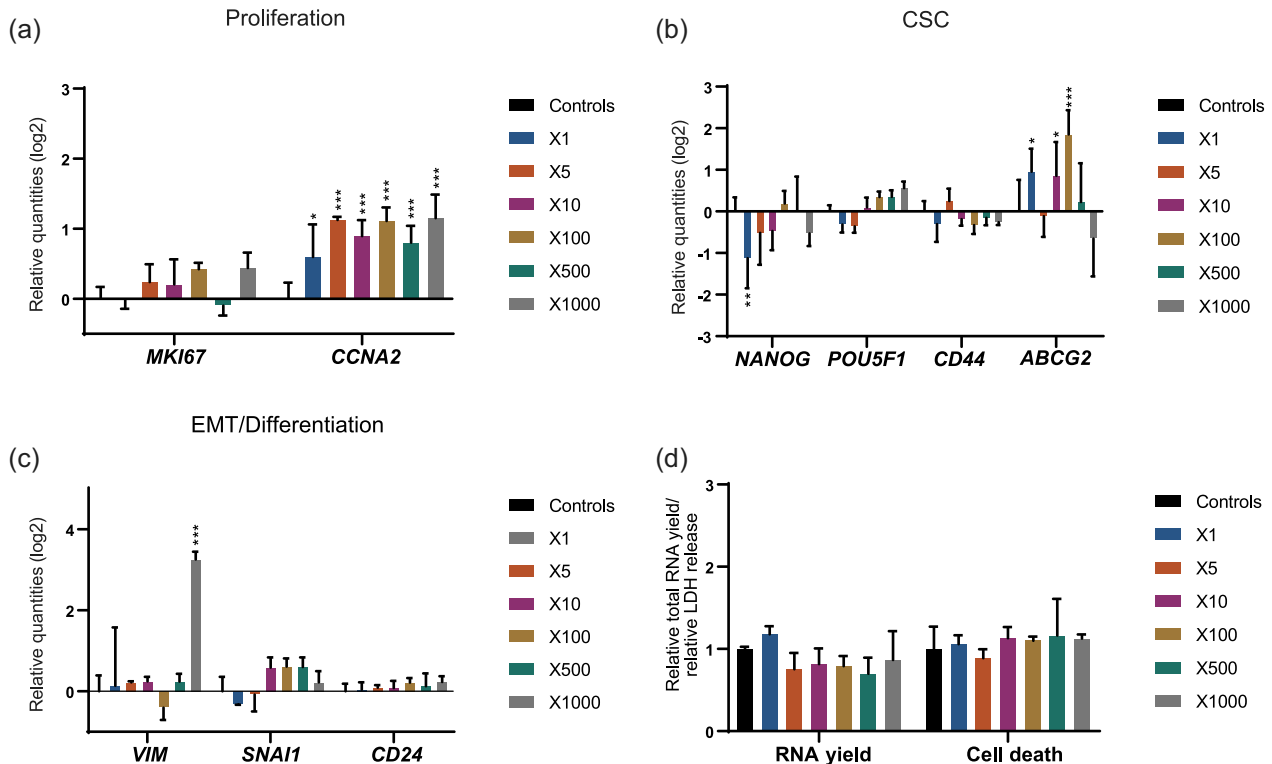 Proliferation
(a)
Relative quantities (log2)
3
2
1
0
*
***
***
***
***
***
MKI67
CCNA2
Controls
X1
X5
X10
X100
X500
X1000
CSC
(b)
Relative quantities (log2)
3
2
1
0
-1
-2
-3
**
*
*
***
NANOG
POU5F1
CD44
ABCG2
Controls
X1
X5
X10
X100
X500
X1000
EMT/Differentiation
(c)
Relative quantities (log2)
4
2
0
***
VIM
SNAI1
CD24
Controls
X1
X5
X10
X100
X500
X1000
(d)
Relative total RNA yield/
relative LDH release
3
2
1
0
RNA yield
Cell death
Controls
X1
X5
X10
X100
X500
X1000